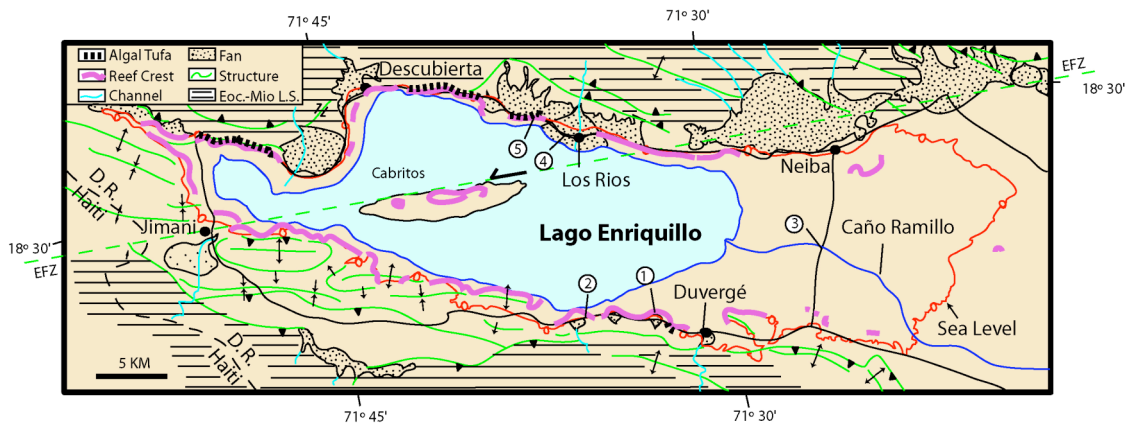 71° 45'
71° 30'
Algal Tufa
Fan
Reef Crest
Structure
Channel
Eoc.-Mio L.S.
Descubierta
EFZ
18° 30'
5
4
Los Rios
Neiba
Cabritos
D. R.
Haiti
Jimani
Lago Enriquillo
3
Caño Ramillo
18° 30'
EFZ
2
1
Duvergé
Sea Level
D. R.
Haiti
5 KM
71° 45'
71° 30'